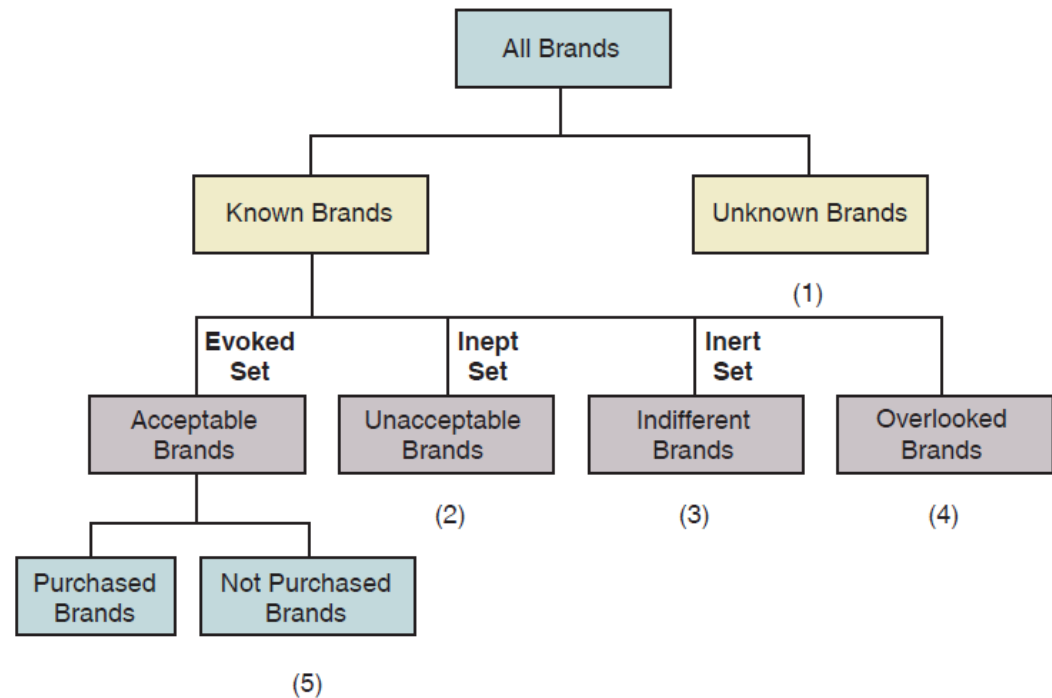 All Brands
Known Brands
Unknown Brands
(1)
Evoked
Set
Inept
Set
Inert
Set
Acceptable
Brands
Unacceptable
Brands
Indifferent
Brands
Overlooked
Brands
(2)
(3)
(4)
Purchased
Brands
Not Purchased
Brands
(5)